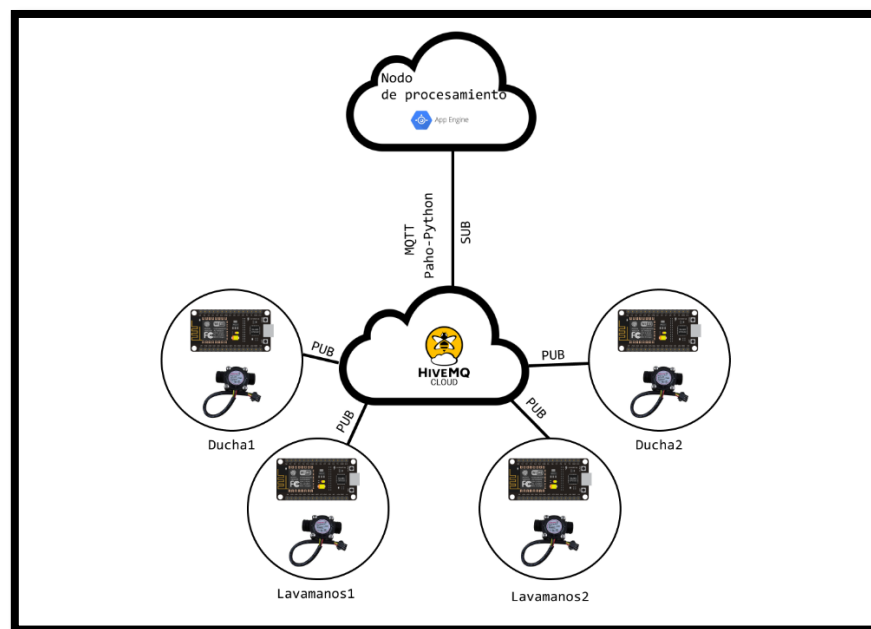 Nodo
de procesamiento
App Engine
MQTT
Paho-Python
SUB
HIVEMQ
CLOUD
PUB
PUB
PUB
PUB
Ducha1
Ducha2
Lavamanos1
Lavamanos2